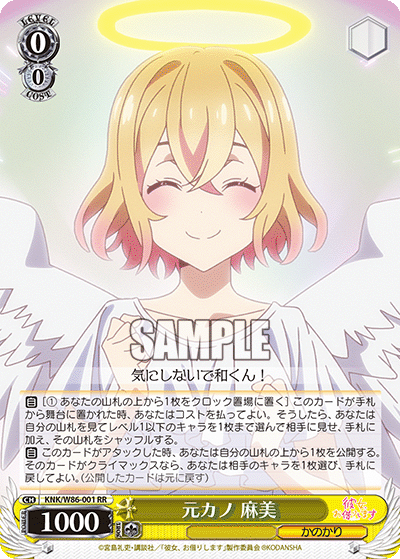 LEVEL
0
0
COST
SAMPLE
気にしないで和くん！
自 [① あなたの山札の上から1枚をクロック置場に置く] このカードが手札
から舞台に置かれた時、あなたはコストを払ってよい。そうしたら、あなたは
自分の山札を見てレベル1以下のキャラを1枚まで選んで相手に見せ、手札
に加え、その山札をシャッフルする。
自 このカードがアタックした時、あなたは自分の山札の上から1枚を公開する。
そのカードがクライマックスなら、あなたは相手のキャラを1枚選び、手札に
戻してよい。（公開したカードは元に戻す）
CH KNK/W86-001 RR
元カノ 麻美
彼女、お借りします
1000
かのかり
©宮島礼吏・講談社／「彼女、お借りします」製作委員会 ®KODANSHA